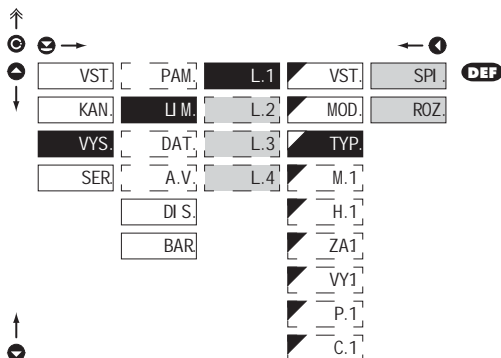 VST. PAM. L.1 VST. SPI. DEF
KAN. LIM. L.2 MOD. ROZ.
VYS. DAT. L.3 TYP.
SER. A.V. L.4 M.1
DIS. H.1
BAR. ZA1
VY1
P.1
C.1